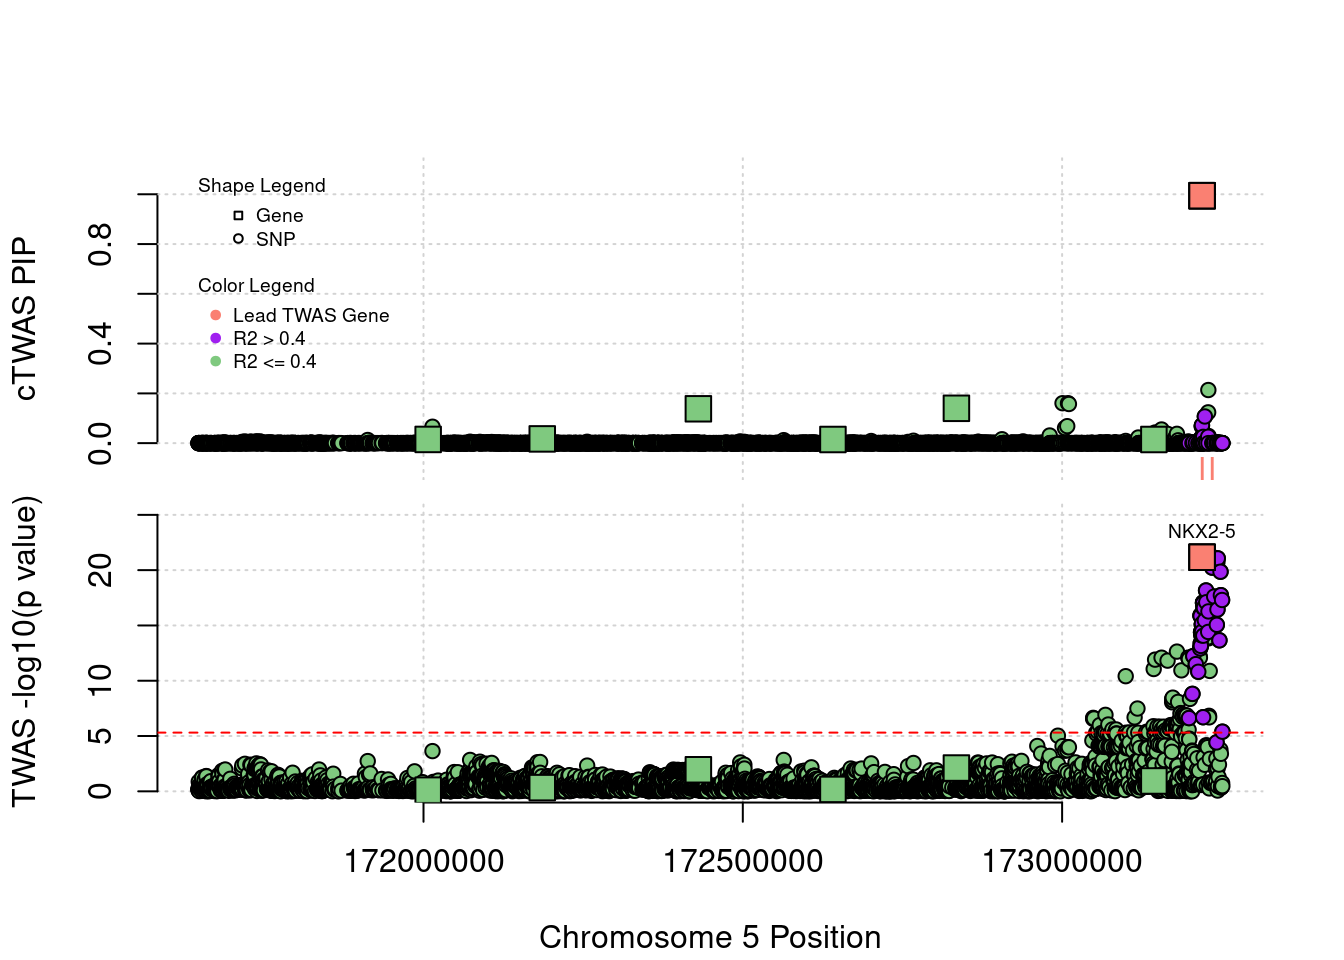 Shape Legend
Gene
SNP
Color Legend
Lead TWAS Gene
R2 > 0.4
R2 <= 0.4
cTWAS PIP
0.8
0.4
0.0
NKX2-5
TWAS -log10(p value)
20
10
5
0
172000000 172500000 173000000
Chromosome 5 Position